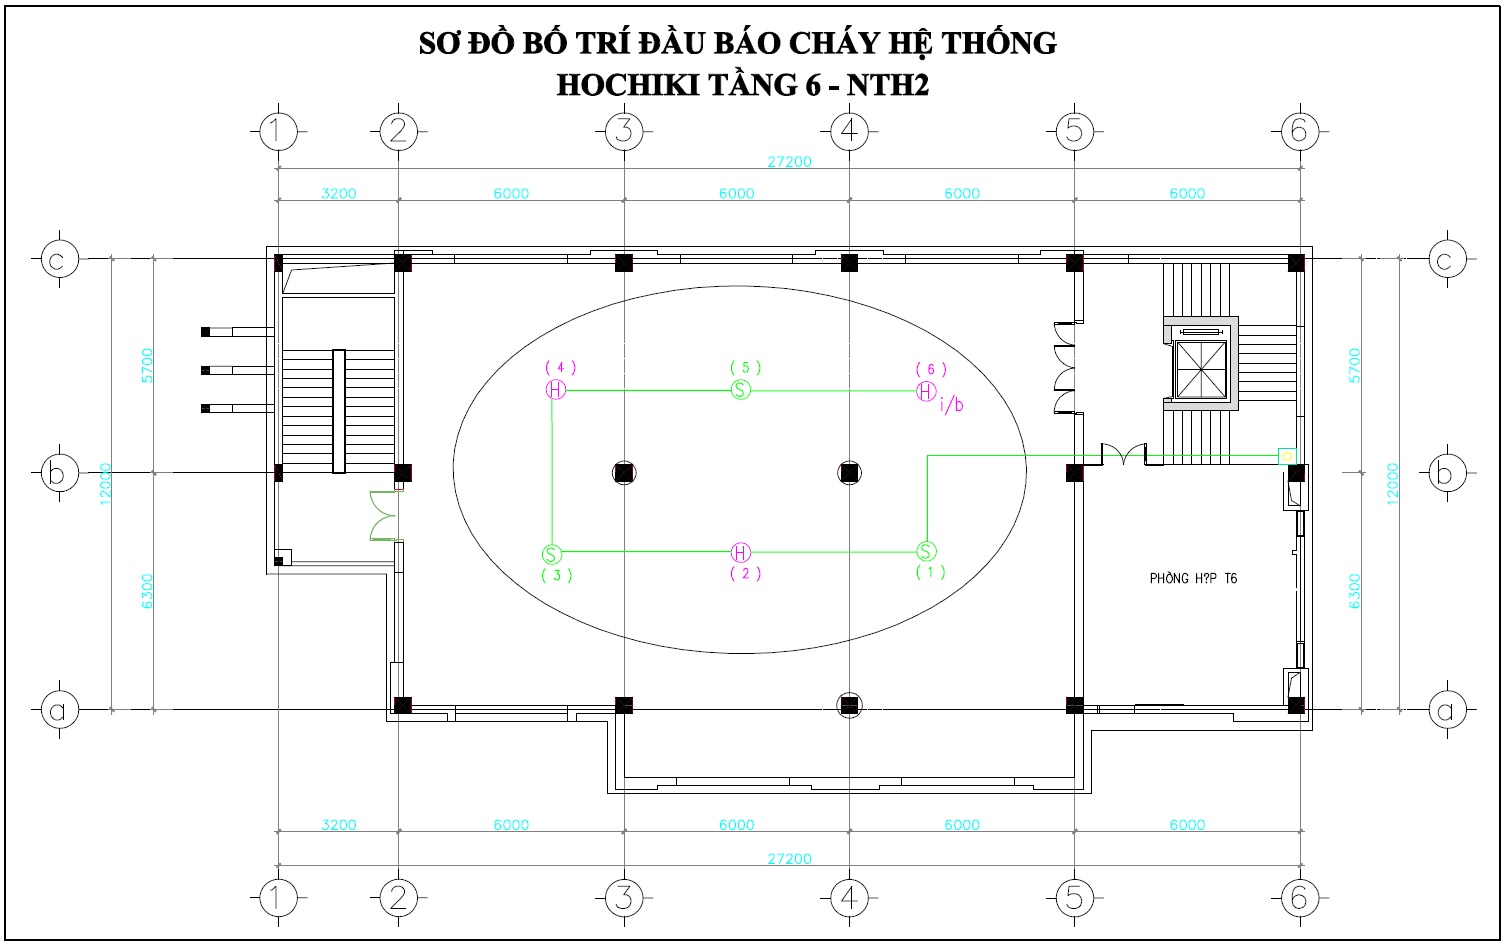 SƠ ĐỒ BỐ TRÍ ĐẦU BÁO CHÁY HỆ THỐNG
HOCHIKI TẦNG 6 - NTH2
1 2 3 4 5 6
27200
3200 6000 6000 6000 6000
c c
5700 5700
(4) (5) (6)
H S H
i/b
b b
12000 12000
S H S
(3) (2) (1)
PHÒNG H?P T6
6300 6300
a a
3200 6000 6000 6000 6000
27200
1 2 3 4 5 6